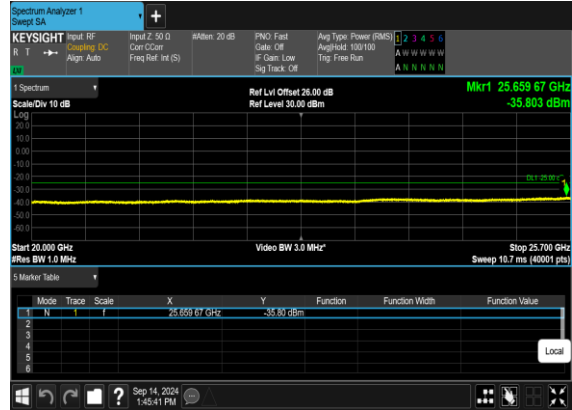 Spectrum Analyzer 1
Swept SA
+
KEYSIGHT Input: RF Input Z: 50 Ω #Atten: 20 dB PNO: Fast Avg Type: Power (RMS) 1 2 3 4 5 6
R T Coupling: DC Corr CCorr Gate: Off Avg|Hold: 100/100 A W W W W W
Align: Auto Freq Ref: Int (S) IF Gain: Low Trig: Free Run
Sig Track: Off A N N N N N
1 Spectrum Ref Lvl Offset 26.00 dB Mkr1 25.659 67 GHz
Scale/Div 10 dB Ref Level 30.00 dBm -35.803 dBm
Log
20.0
10.0
0.00
-10.0
-20.0
DL1 -25.00
-30.0
-40.0
-50.0
-60.0
Start 20.000 GHz Video BW 3.0 MHz* Stop 25.700 GHz
#Res BW 1.0 MHz Sweep 10.7 ms (40001 pts)
5 Marker Table
Mode Trace Scale X Y Function Function Width Function Value
1 N 1 f 25.659 67 GHz -35.80 dBm
2
3
4
5
6
Local
? Sep 14, 2024
1:45:41 PM